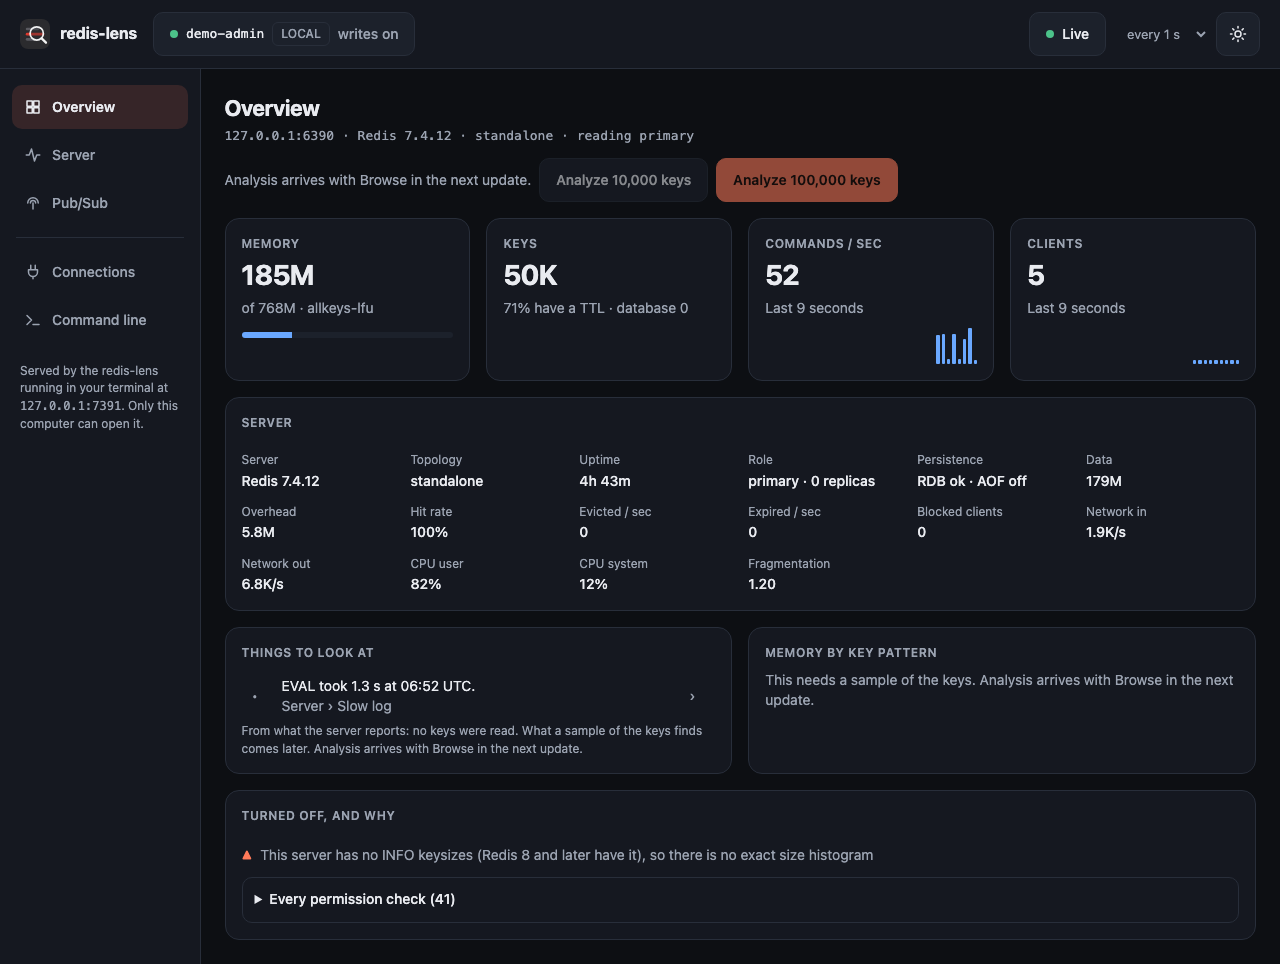 redis-lens
demo-admin LOCAL writes on
Live
every 1 s
Overview
Server
Pub/Sub
Connections
Command line
Served by the redis-lens
running in your terminal at
127.0.0.1:7391. Only this
computer can open it.
Overview
127.0.0.1:6390 · Redis 7.4.12 · standalone · reading primary
Analysis arrives with Browse in the next update.
Analyze 10,000 keys
Analyze 100,000 keys
MEMORY
185M
of 768M · allkeys-lfu
KEYS
50K
71% have a TTL · database 0
COMMANDS / SEC
52
Last 9 seconds
CLIENTS
5
Last 9 seconds
SERVER
Server
Redis 7.4.12
Topology
standalone
Uptime
4h 43m
Role
primary · 0 replicas
Persistence
RDB ok · AOF off
Data
179M
Overhead
5.8M
Hit rate
100%
Evicted / sec
0
Expired / sec
0
Blocked clients
0
Network in
1.9K/s
Network out
6.8K/s
CPU user
82%
CPU system
12%
Fragmentation
1.20
THINGS TO LOOK AT
EVAL took 1.3 s at 06:52 UTC.
Server › Slow log
From what the server reports: no keys were read. What a sample of the keys finds
comes later. Analysis arrives with Browse in the next update.
MEMORY BY KEY PATTERN
This needs a sample of the keys. Analysis arrives with Browse in the next
update.
TURNED OFF, AND WHY
This server has no INFO keysizes (Redis 8 and later have it), so there is no exact size histogram
Every permission check (41)